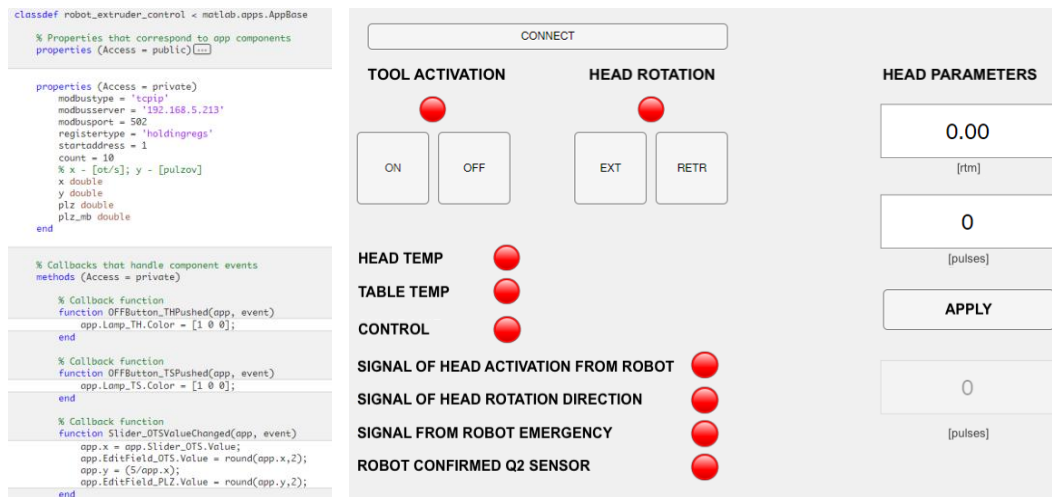 classdef robot_extruder_control < matlab.apps.AppBase
% Properties that correspond to app components
properties (Access = public) ...
properties (Access = private)
modbustype = 'tcpip'
modbusserver = '192.168.5.213'
modbusport = 502
registertype = 'holdingregs'
startaddress = 1
count = 10
% x - [ot/s]; y - [pulzov]
x double
y double
plz double
plz_mb double
end
% Callbacks that handle component events
methods (Access = private)
% Callback function
function OFFButton_THPushed(app, event)
app.Lamp_TH.Color = [1 0 0];
end
% Callback function
function OFFButton_TSPushed(app, event)
app.Lamp_TS.Color = [1 0 0];
end
% Callback function
function Slider_OTSValueChanged(app, event)
app.x = app.Slider_OTS.Value;
app.EditField_OTS.Value = round(app.x,2);
app.y = (5/app.x);
app.EditField_PLZ.Value = round(app.y,2);
end
CONNECT
TOOL ACTIVATION
HEAD ROTATION
ON
OFF
EXT
RETR
HEAD TEMP
TABLE TEMP
CONTROL
SIGNAL OF HEAD ACTIVATION FROM ROBOT
SIGNAL OF HEAD ROTATION DIRECTION
SIGNAL FROM ROBOT EMERGENCY
ROBOT CONFIRMED Q2 SENSOR
HEAD PARAMETERS
0.00
[rtm]
0
[pulses]
APPLY
0
[pulses]